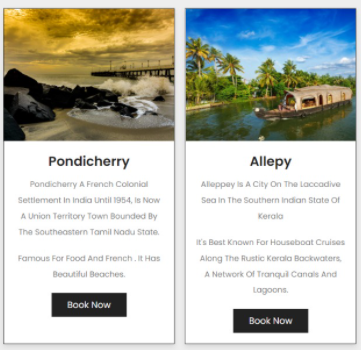 Pondicherry
Pondicherry A French Colonial
Settlement In India Until 1954, Is Now
A Union Territory Town Bounded By
The Southeastern Tamil Nadu State.
Famous For Food And French . It Has
Beautiful Beaches.
Book Now
Allepy
Alleppey Is A City On The Laccadive
Sea In The Southern Indian State Of
Kerala
It's Best Known For Houseboat Cruises
Along The Rustic Kerala Backwaters,
A Network Of Tranquil Canals And
Lagoons.
Book Now